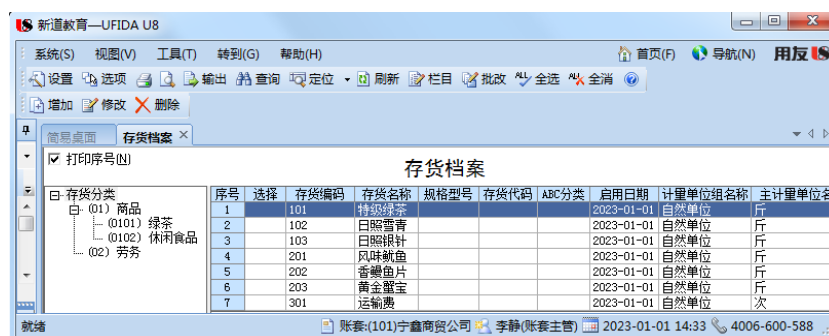 新道教育—UFIDA U8
系统(S) 视图(V) 工具(T) 转到(G) 帮助(H) 首页(F) 导航(N) 用友
设置 选项 输出 查询 定位 刷新 栏目 批改 ALL 全选 ALL 全消
增加 修改 删除
简易桌面 存货档案
打印序号(N)
存货档案
存货分类
(01) 商品
(0101) 绿茶
(0102) 休闲食品
(02) 劳务
序号 选择 存货编码 存货名称 规格型号 存货代码 ABC分类 启用日期 计量单位组名称 主计量单位名
1 101 特级绿茶 2023-01-01 自然单位 斤
2 102 日照雪青 2023-01-01 自然单位 斤
3 103 日照银针 2023-01-01 自然单位 斤
4 201 风味鱿鱼 2023-01-01 自然单位 斤
5 202 香鳗鱼片 2023-01-01 自然单位 斤
6 203 黄金蟹宝 2023-01-01 自然单位 斤
7 301 运输费 2023-01-01 自然单位 次
就绪 账套:(101)宁鑫商贸公司 李静(账套主管) 2023-01-01 14:33 4006-600-588